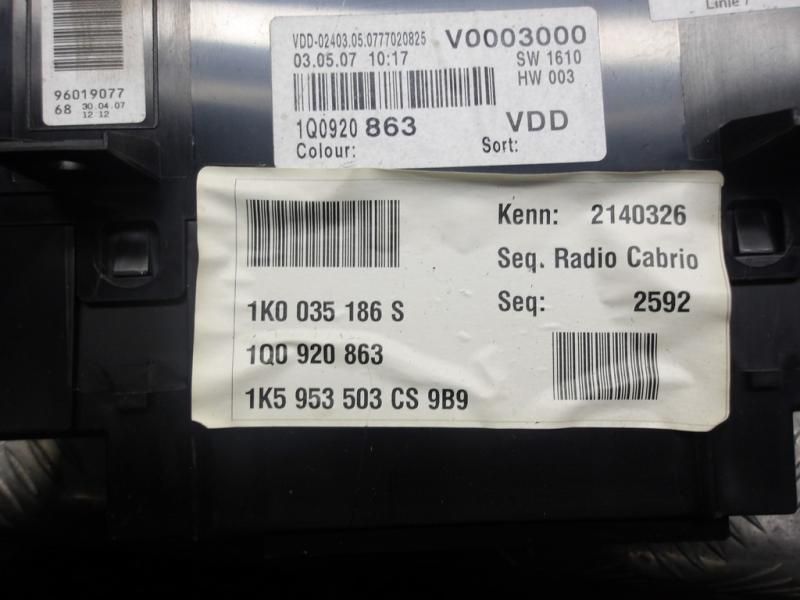 Linie 7
96019077
68 30.04.07
12 12
VDD-02403.05.0777020825 V0003000
03.05.07 10:17 SW 1610
HW 003
1Q0920 863 VDD
Colour: Sort:
Kenn: 2140326
Seq. Radio Cabrio
Seq: 2592
1K0 035 186 S
1Q0 920 863
1K5 953 503 CS 9B9